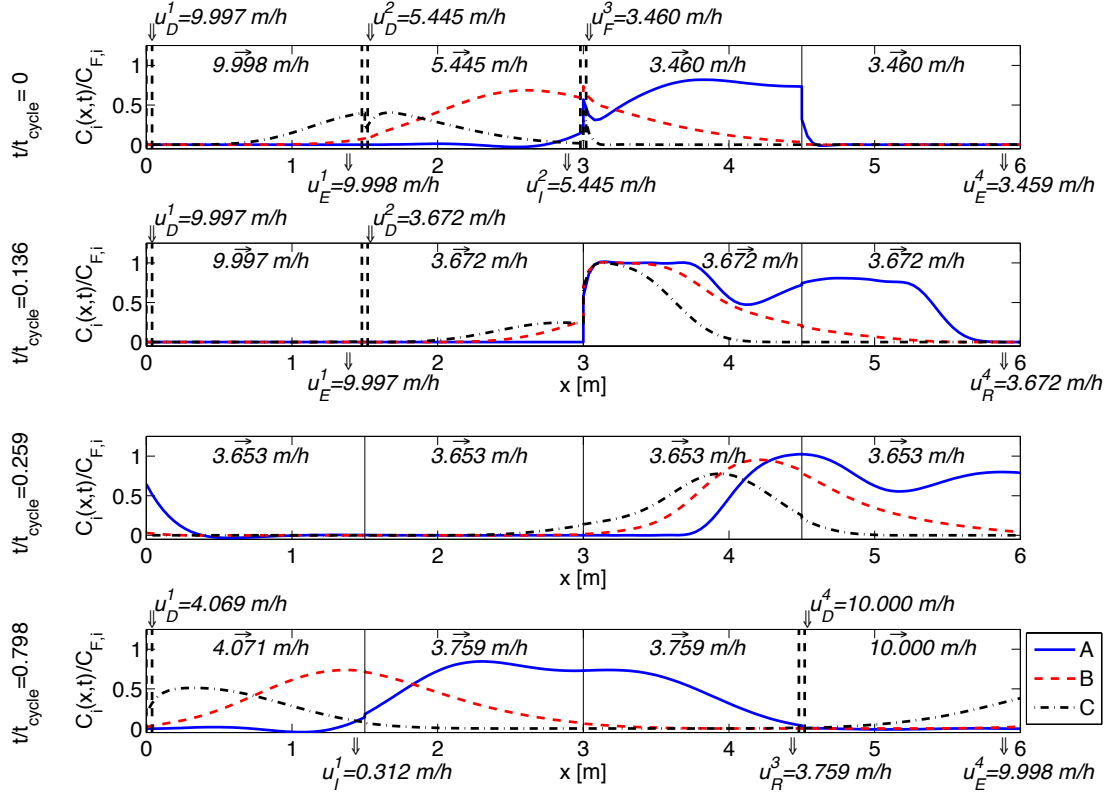 u_D^1=9.997 m/h u_D^2=5.445 m/h u_F^3=3.460 m/h
t/t_cycle = 0
C_i(x,t)/C_F,i
1
0.5
0
9.998 m/h 5.445 m/h 3.460 m/h 3.460 m/h
0 1 2 3 4 5 6
u_E^1=9.998 m/h u_I^2=5.445 m/h u_E^4=3.459 m/h
u_D^1=9.997 m/h u_D^2=3.672 m/h
t/t_cycle=0.136
C_i(x,t)/C_F,i
1
0.5
0
9.997 m/h 3.672 m/h 3.672 m/h 3.672 m/h
0 1 2 3 4 5 6
u_E^1=9.997 m/h x [m] u_R^4=3.672 m/h
t/t_cycle=0.259
C_i(x,t)/C_F,i
1
0.5
0
3.653 m/h 3.653 m/h 3.653 m/h 3.653 m/h
0 1 2 3 4 5 6
x [m]
u_D^1=4.069 m/h u_D^4=10.000 m/h
t/t_cycle=0.798
C_i(x,t)/C_F,i
1
0.5
0
4.071 m/h 3.759 m/h 3.759 m/h 10.000 m/h
A
B
C
0 1 2 3 4 5 6
u_I^1=0.312 m/h x [m] u_R^3=3.759 m/h u_E^4=9.998 m/h